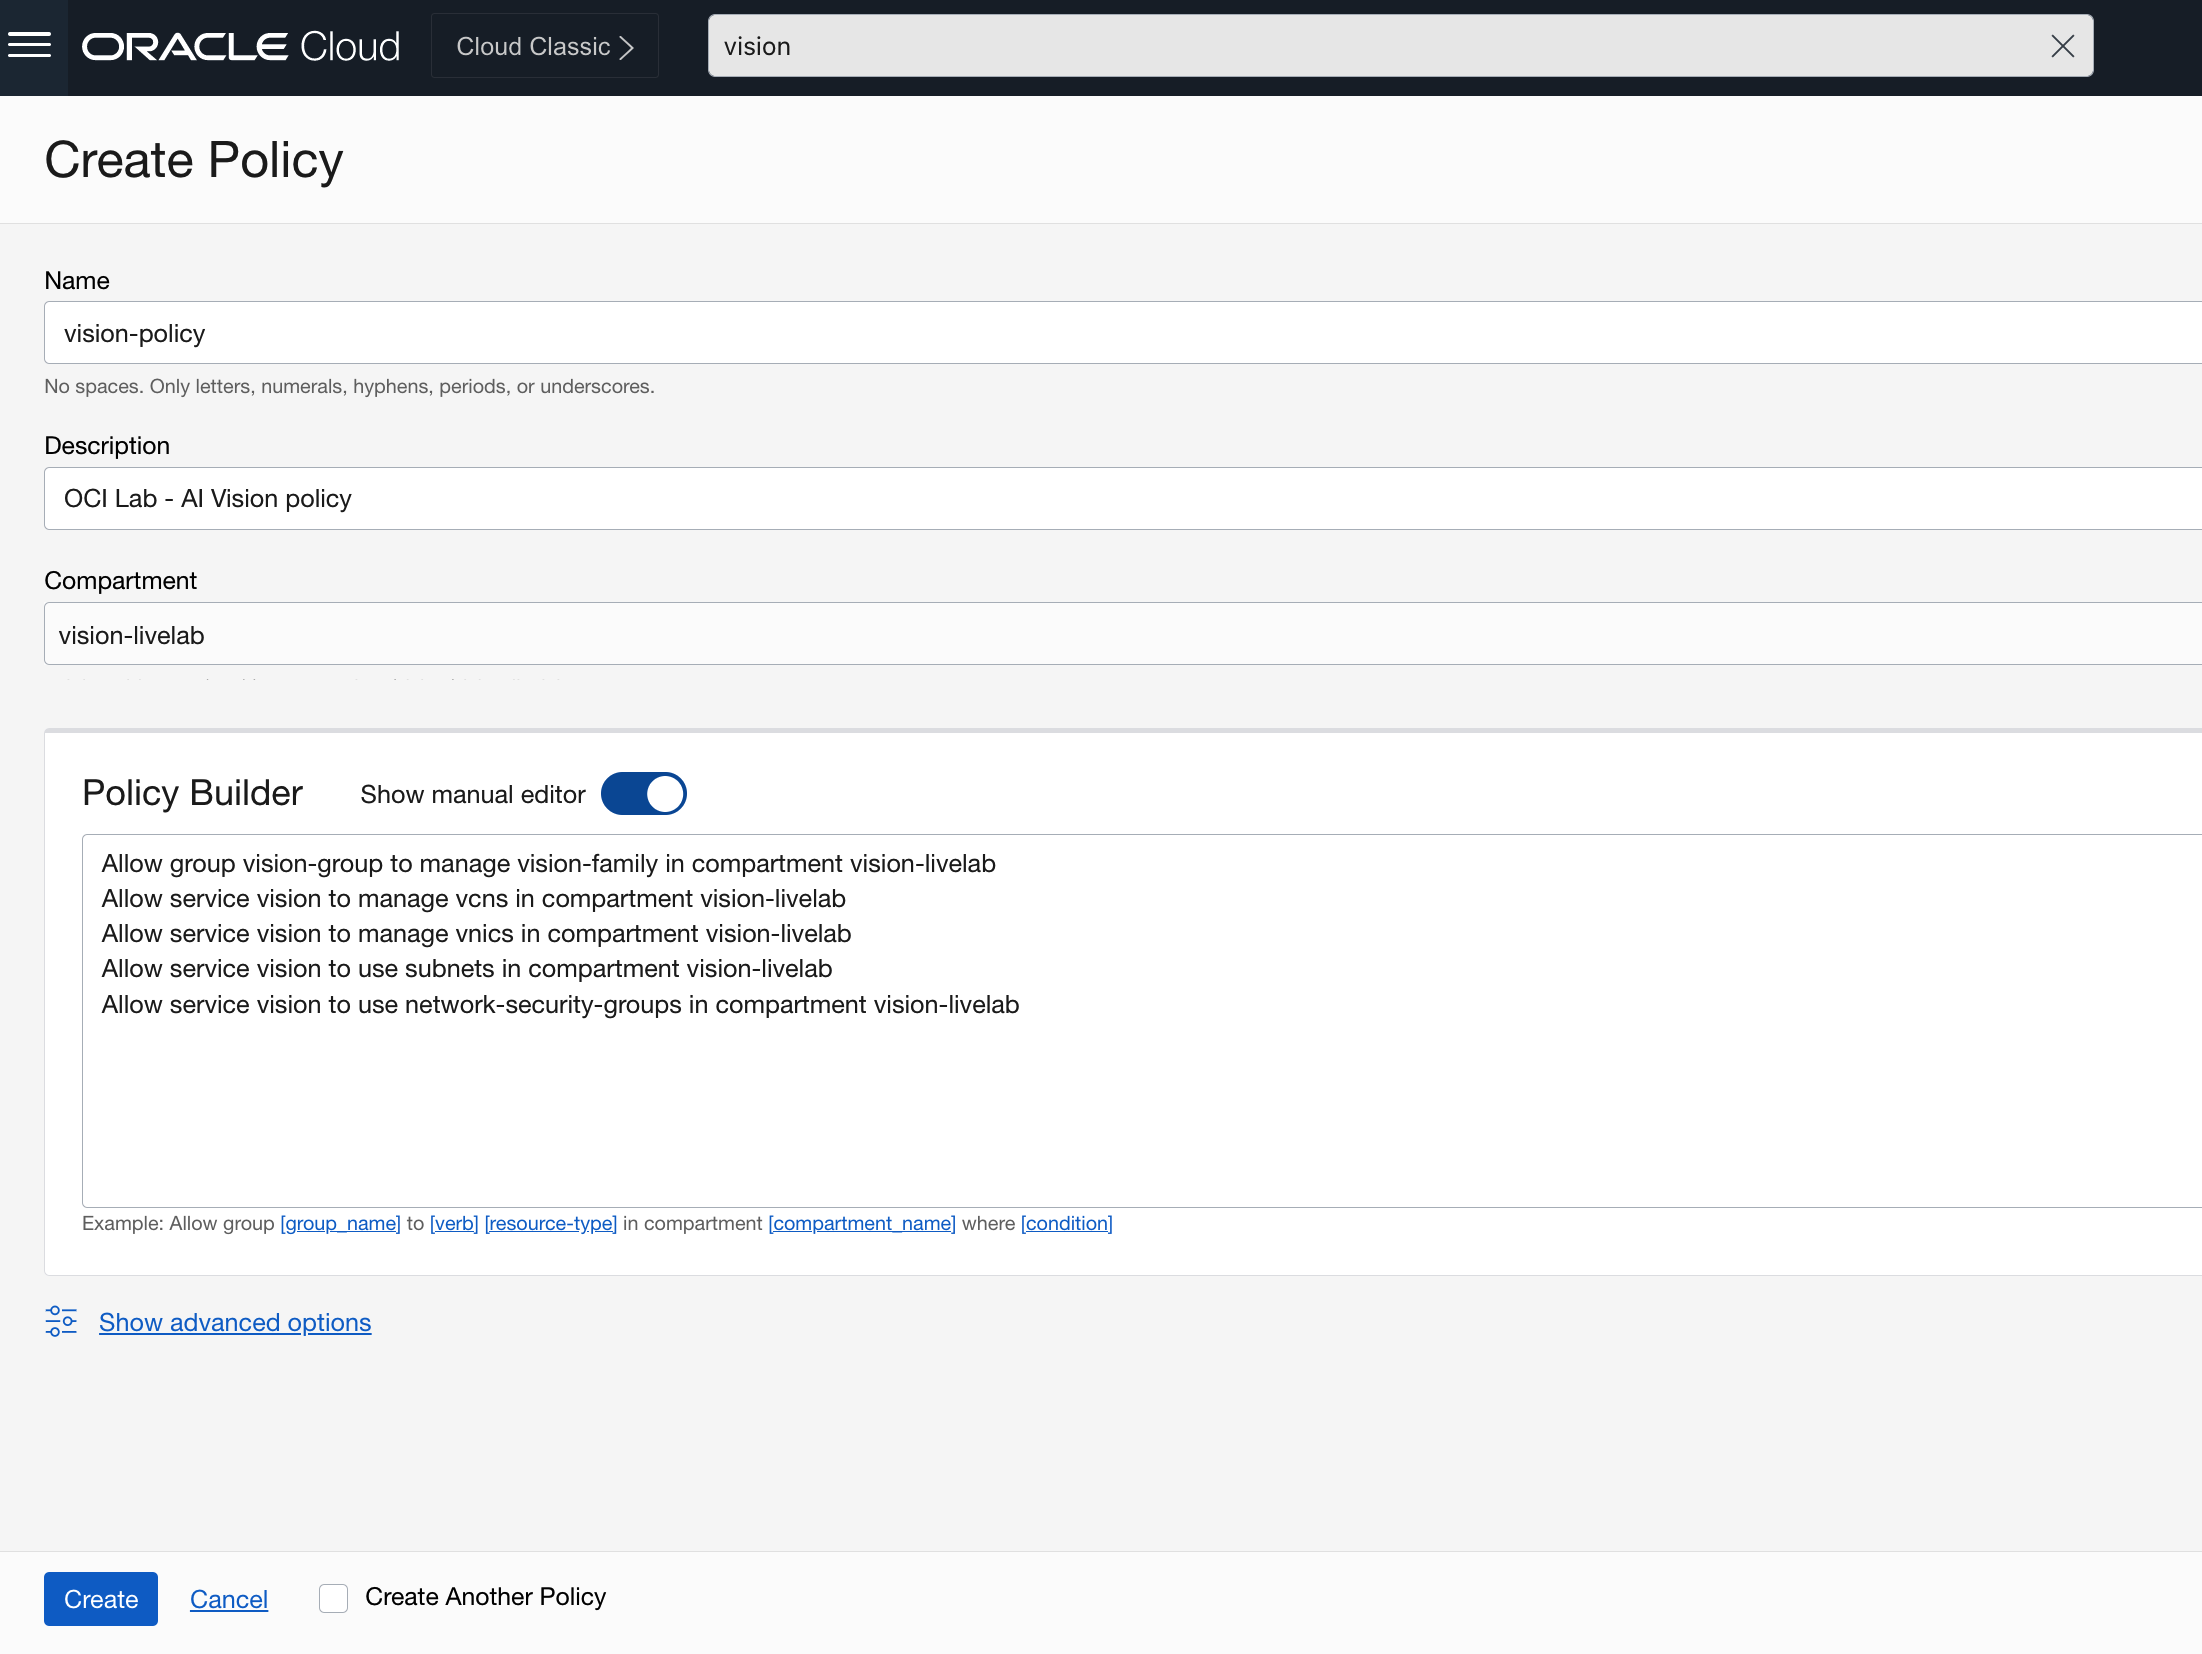 ORACLE Cloud
Cloud Classic
vision
Create Policy
Name
vision-policy
No spaces. Only letters, numerals, hyphens, periods, or underscores.
Description
OCI Lab - AI Vision policy
Compartment
vision-livelab
Policy Builder
Show manual editor
Allow group vision-group to manage vision-family in compartment vision-livelab
Allow service vision to manage vcns in compartment vision-livelab
Allow service vision to manage vnics in compartment vision-livelab
Allow service vision to use subnets in compartment vision-livelab
Allow service vision to use network-security-groups in compartment vision-livelab
Example: Allow group [group_name] to [verb] [resource-type] in compartment [compartment_name] where [condition]
Show advanced options
Create
Cancel
Create Another Policy